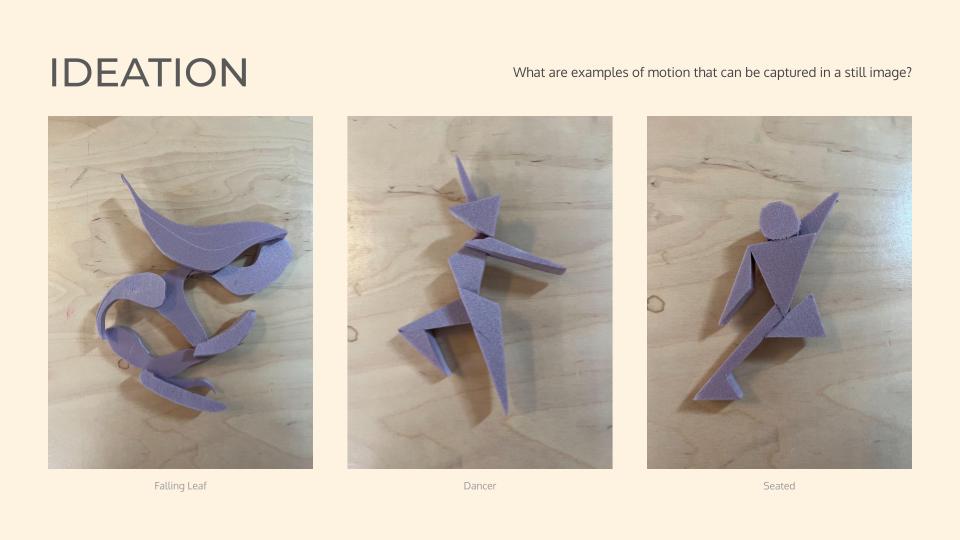 IDEATION
What are examples of motion that can be captured in a still image?
Falling Leaf
Dancer
Seated